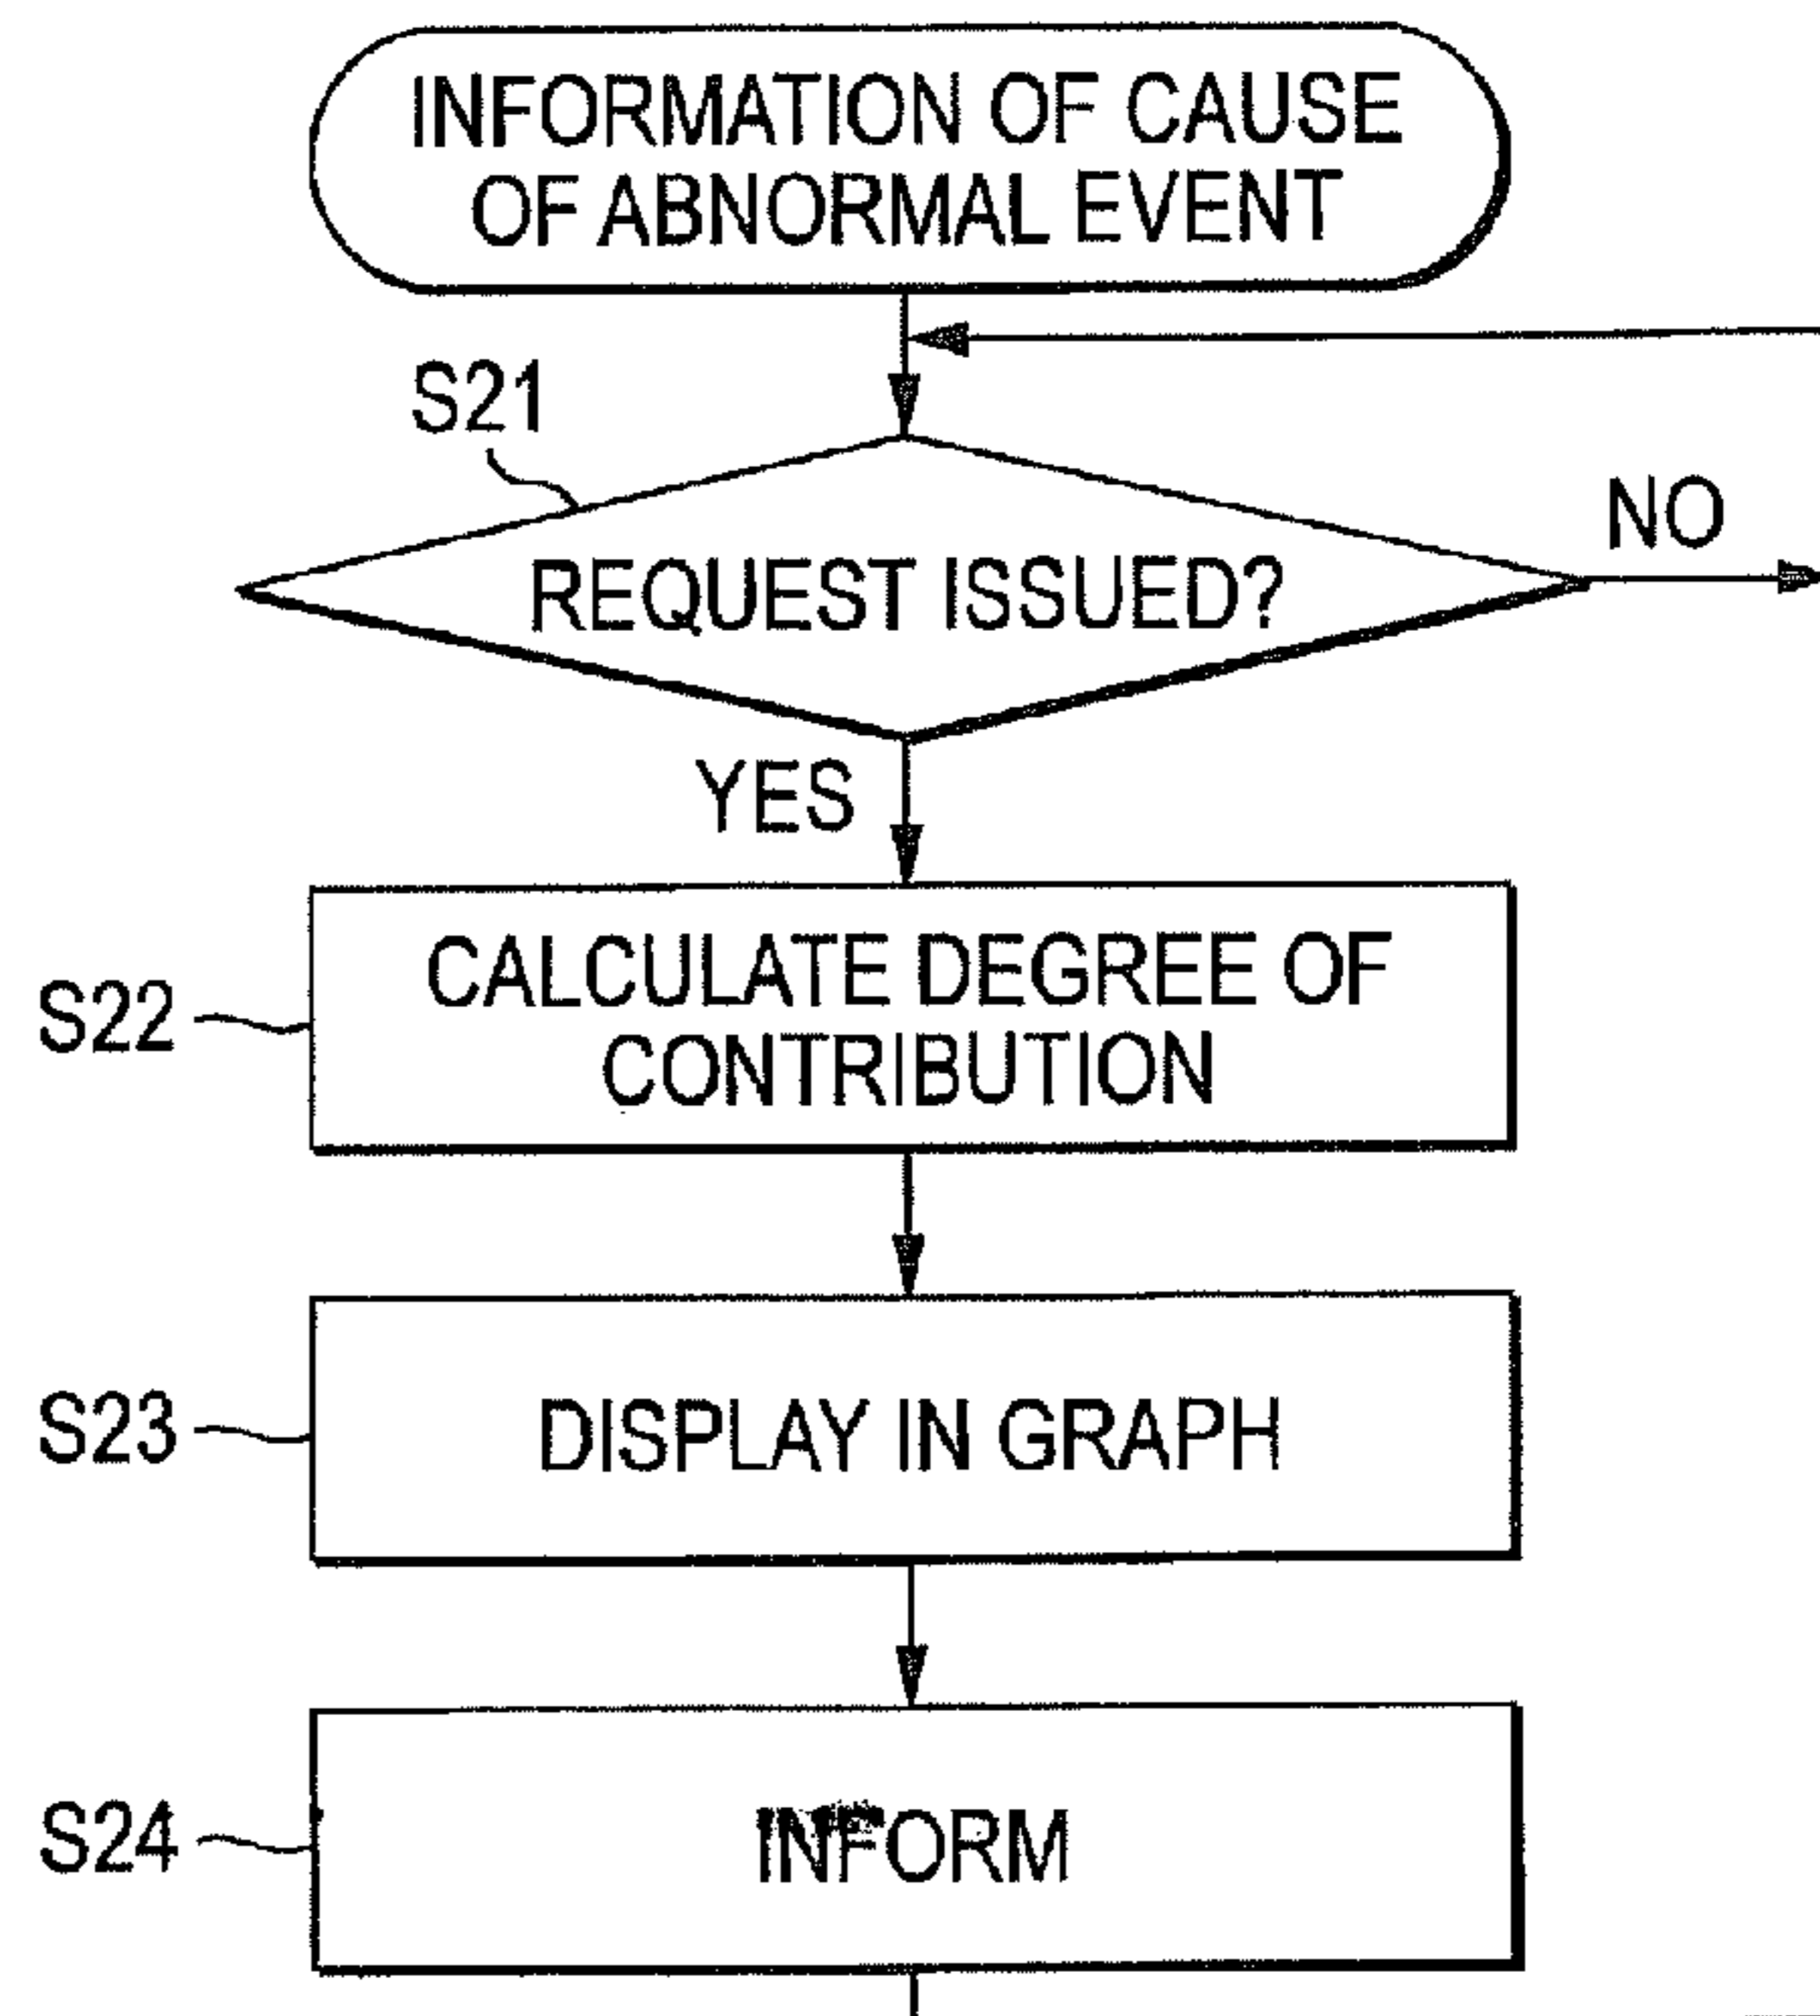 INFORMATION OF CAUSE
OF ABNORMAL EVENT
S21
NO
REQUEST ISSUED?
YES
CALCULATE DEGREE OF
CONTRIBUTION
S22
DISPLAY IN GRAPH
S23
INFORM
S24